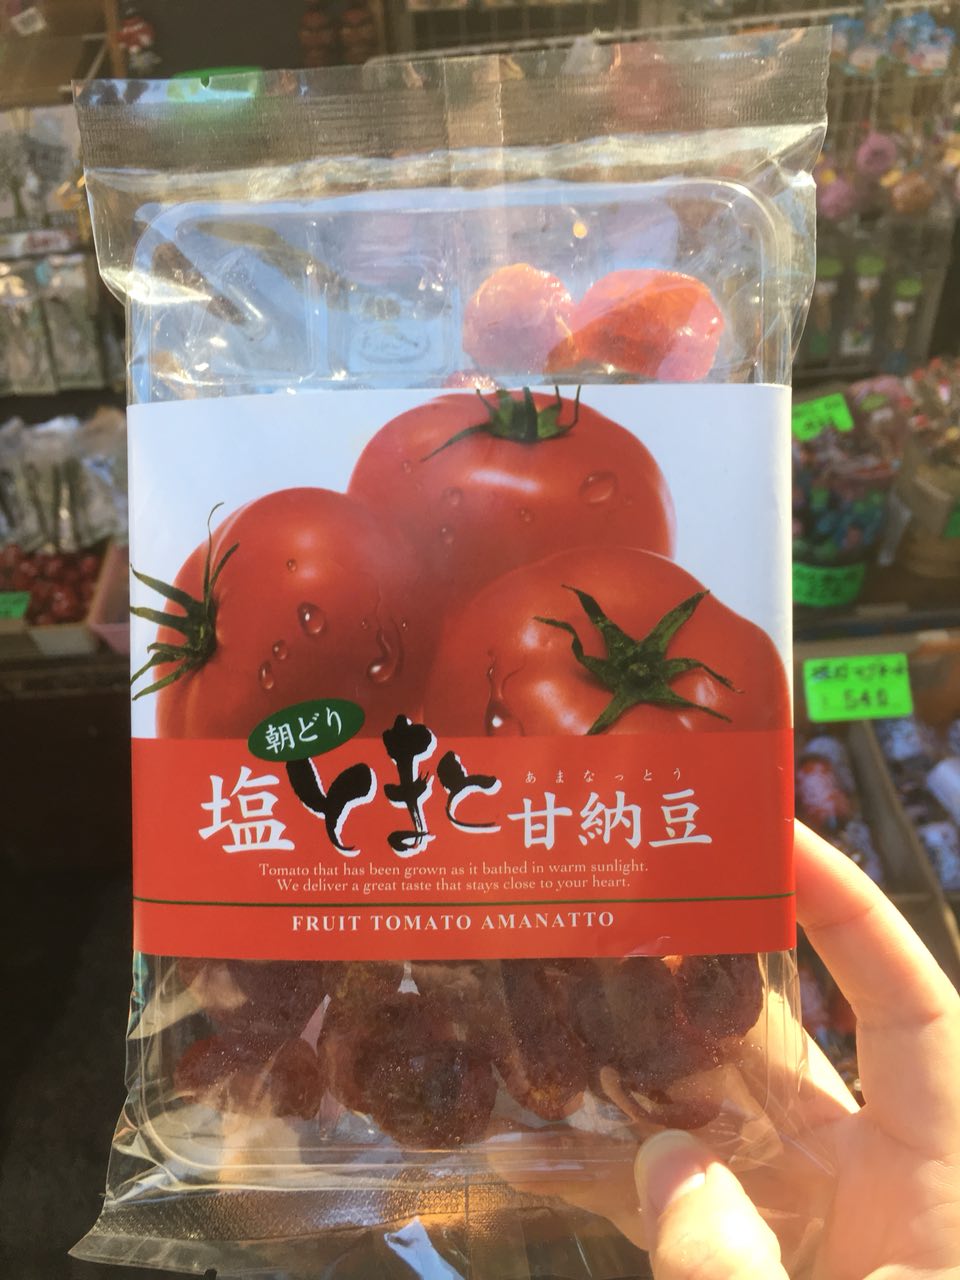 朝どり
塩とまと甘納豆
あまなっとう
Tomato that has been grown as it bathed in warm sunlight.
We deliver a great taste that stays close to your heart.
FRUIT TOMATO AMANATTO